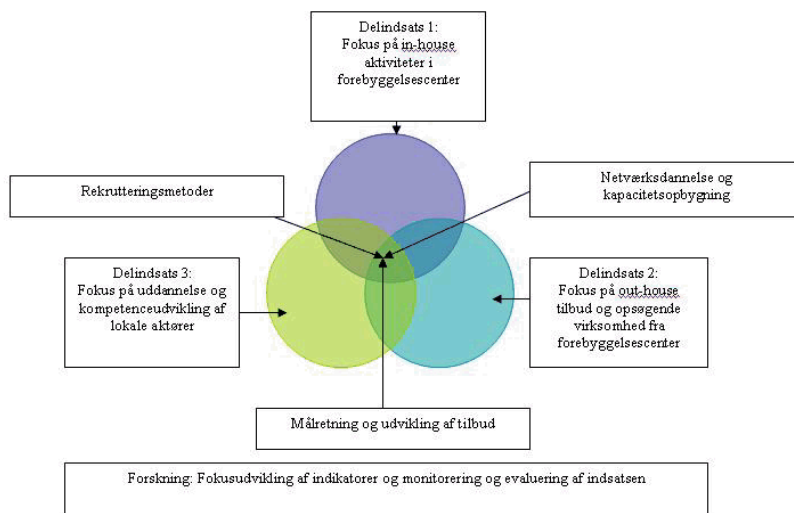 Delindsats 1:
Fokus på in-house
aktiviteter i
forebyggelsescenter
Rekrutteringsmetoder
Netværksdannelse og
kapacitetsopbygning
Delindsats 3:
Fokus på uddannelse og
kompetenceudvikling af
lokale aktører
Delindsats 2:
Fokus på out-house
tilbud og opsøgende
virksomhed fra
forebyggelsescenter
Målretning og udvikling af tilbud
Forskning: Fokusudvikling af indikatorer og monitorering og evaluering af indsatsen